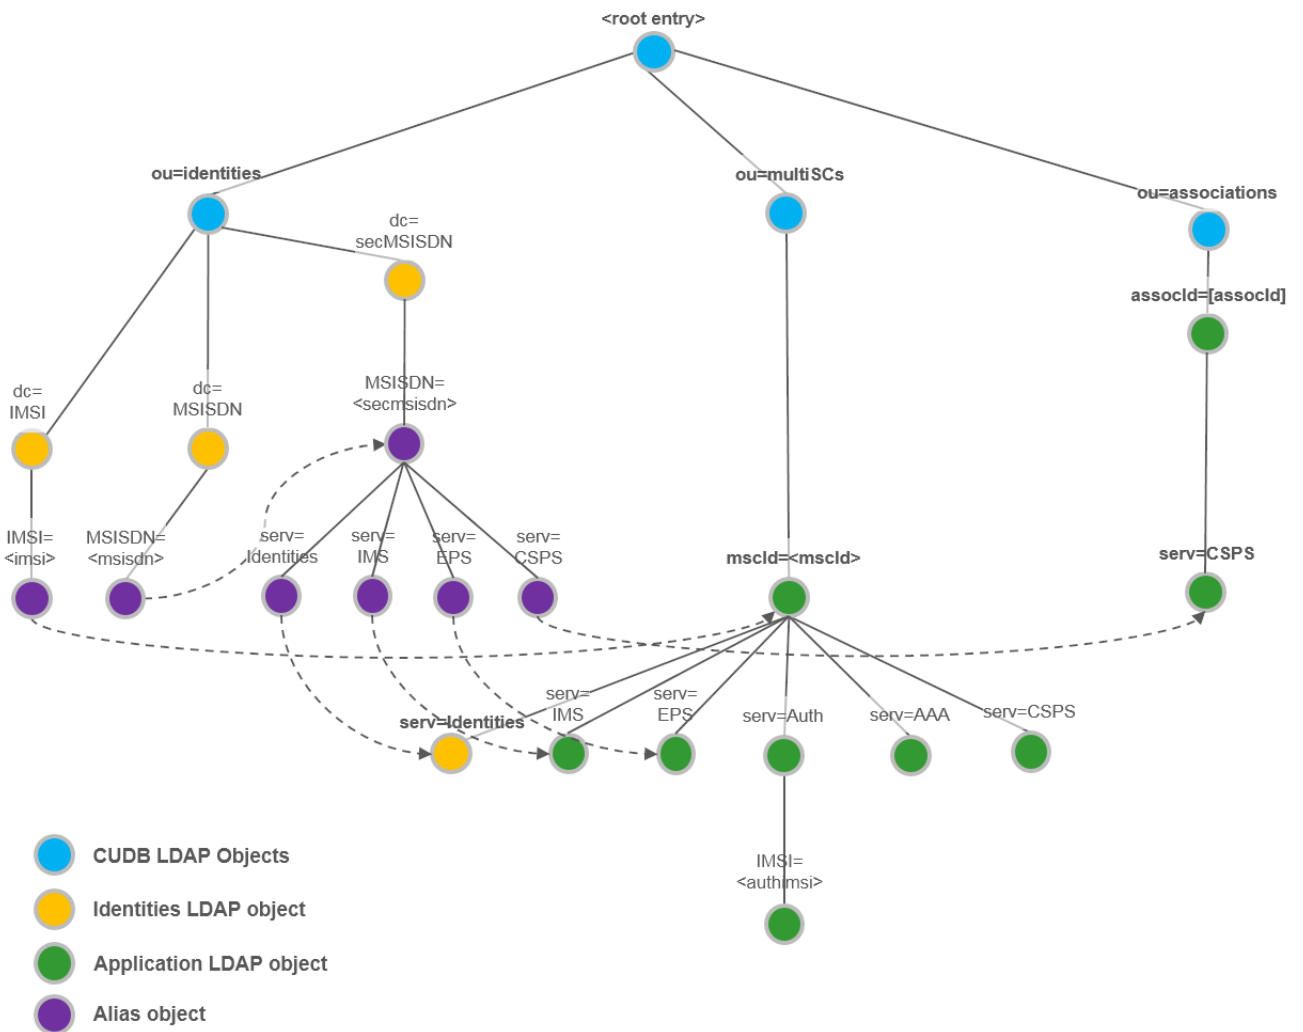 <root entry>
ou=identities
ou=multiSCs
ou=associations
dc=
secMSISDN
assocId=[assocId]
dc=
IMSI
dc=
MSISDN
MSISDN=
<secmsisdn>
IMSI=
<imsi>
MSISDN=
<msisdn>
serv=
Identities
serv=
IMS
serv=
EPS
serv=
CSPS
mscId=<mscId>
serv=CSPS
serv=Identities
serv=
IMS
serv=
EPS
serv=Auth
serv=AAA
serv=CSPS
IMSI=
<authimsi>
CUDB LDAP Objects
Identities LDAP object
Application LDAP object
Alias object